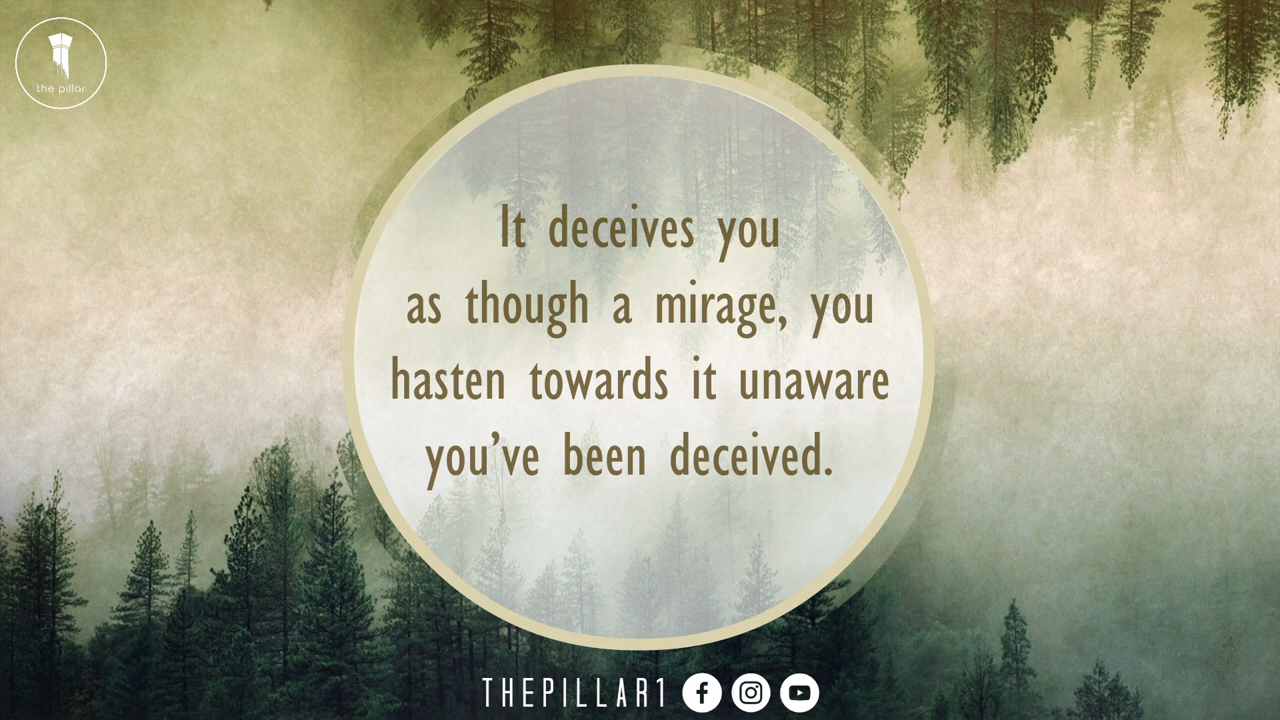 the pillar
It deceives you
as though a mirage, you
hasten towards it unaware
you’ve been deceived.
THEPILLAR1